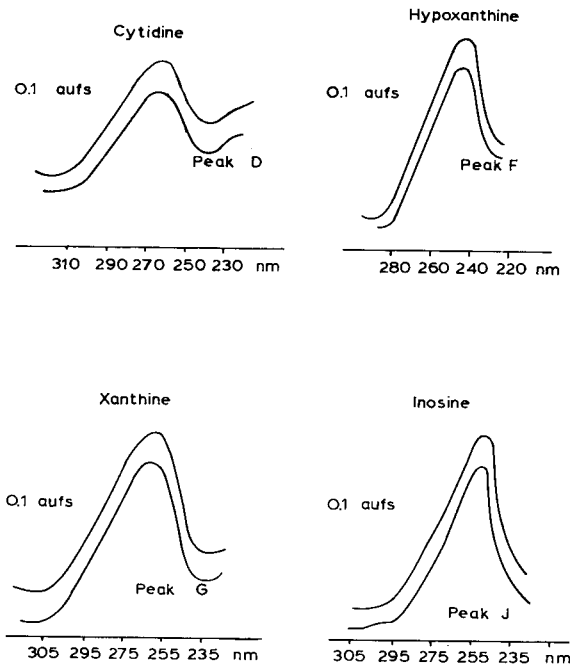 Cytidine
0.1 aufs
Peak D
310 290 270 250 230 nm
Hypoxanthine
0.1 aufs
Peak F
280 260 240 220 nm
Xanthine
0.1 aufs
Peak G
305 295 275 255 235 nm
Inosine
0.1 aufs
Peak J
305 295 275 255 235 nm